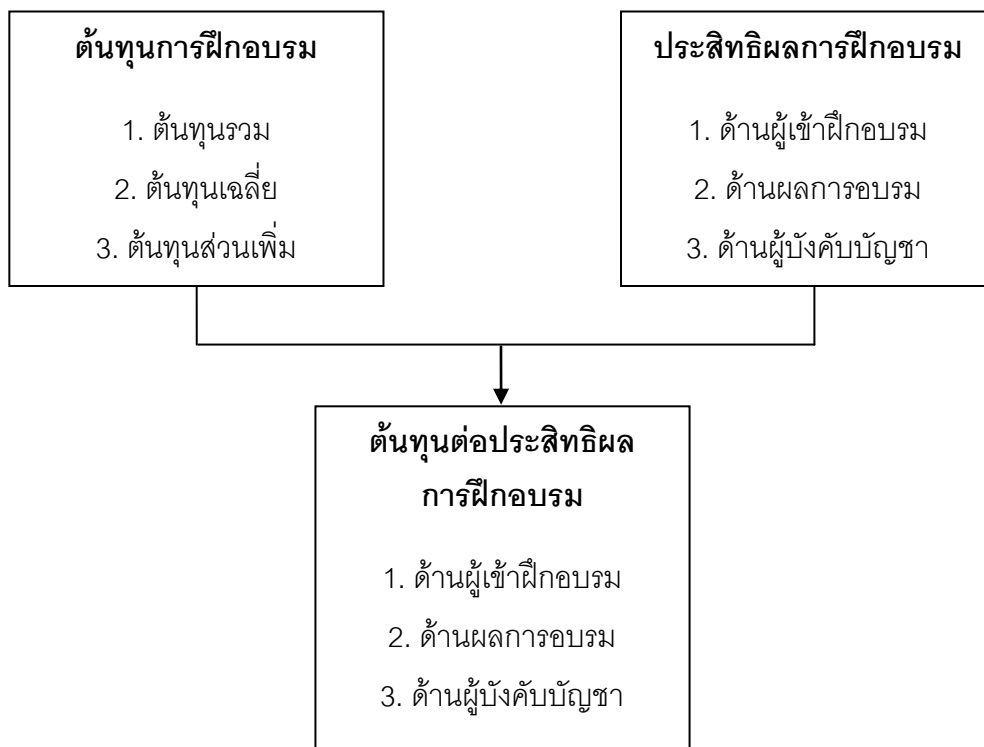 ต้นทุนการฝึกอบรม
1. ต้นทุนรวม
2. ต้นทุนเฉลี่ย
3. ต้นทุนส่วนเพิ่ม
ประสิทธิผลการฝึกอบรม
1. ด้านผู้เข้าฝึกอบรม
2. ด้านผลการอบรม
3. ด้านผู้บังคับบัญชา
ต้นทุนต่อประสิทธิผล
การฝึกอบรม
1. ด้านผู้เข้าฝึกอบรม
2. ด้านผลการอบรม
3. ด้านผู้บังคับบัญชา